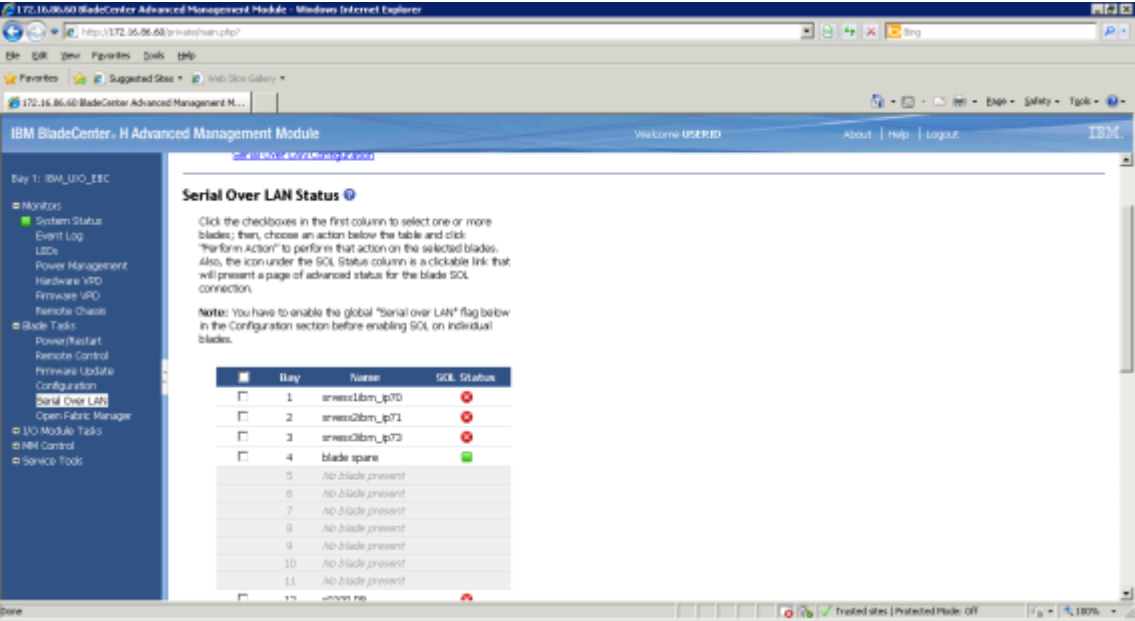 172.16.86.60 BladeCenter Advanced Management Module - Windows Internet Explorer
http://172.16.86.60/private/main.php?
Bing
File Edit View Favorites Tools Help
Favorites Suggested Sites Web Slice Gallery
172.16.86.60 BladeCenter Advanced Management M...
Page Safety Tools
IBM BladeCenter® H Advanced Management Module
Welcome USERID
About | Help | Logout
IBM.
Bay 1: IBM_UIO_EBC
Monitors
System Status
Event Log
LEDs
Power Management
Hardware VPD
Firmware VPD
Remote Chassis
Blade Tasks
Power/Restart
Remote Control
Firmware Update
Configuration
Serial Over LAN
Open Fabric Manager
I/O Module Tasks
MM Control
Service Tools
Serial Over LAN Configuration
Serial Over LAN Status
Click the checkboxes in the first column to select one or more
blades; then, choose an action below the table and click
"Perform Action" to perform that action on the selected blades.
Also, the icon under the SOL Status column is a clickable link that
will present a page of advanced status for the blade SOL
connection.
Note: You have to enable the global "Serial over LAN" flag below
in the Configuration section before enabling SOL on individual
blades.
Bay Name SOL Status
1 srvesx1ibm_ip70
2 srvesx2ibm_ip71
3 srvesx3ibm_ip73
4 blade spare
5 No blade present
6 No blade present
7 No blade present
8 No blade present
9 No blade present
10 No blade present
11 No blade present
12
Done
Trusted sites | Protected Mode: Off
100%